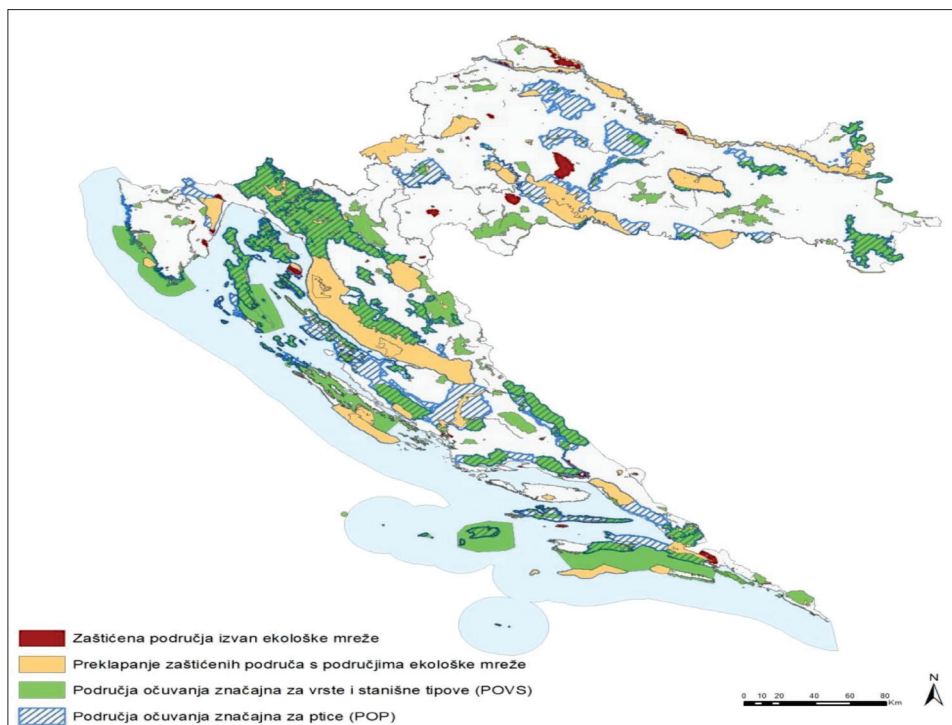 Zaštićena područja izvan ekološke mreže
Preklapanje zaštićenih područa s područjima ekološke mreže
Područja očuvanja značajna za vrste i stanišne tipove (POVS)
Područja očuvanja značajna za ptice (POP)
N
0 10 20 40 60 80
Km